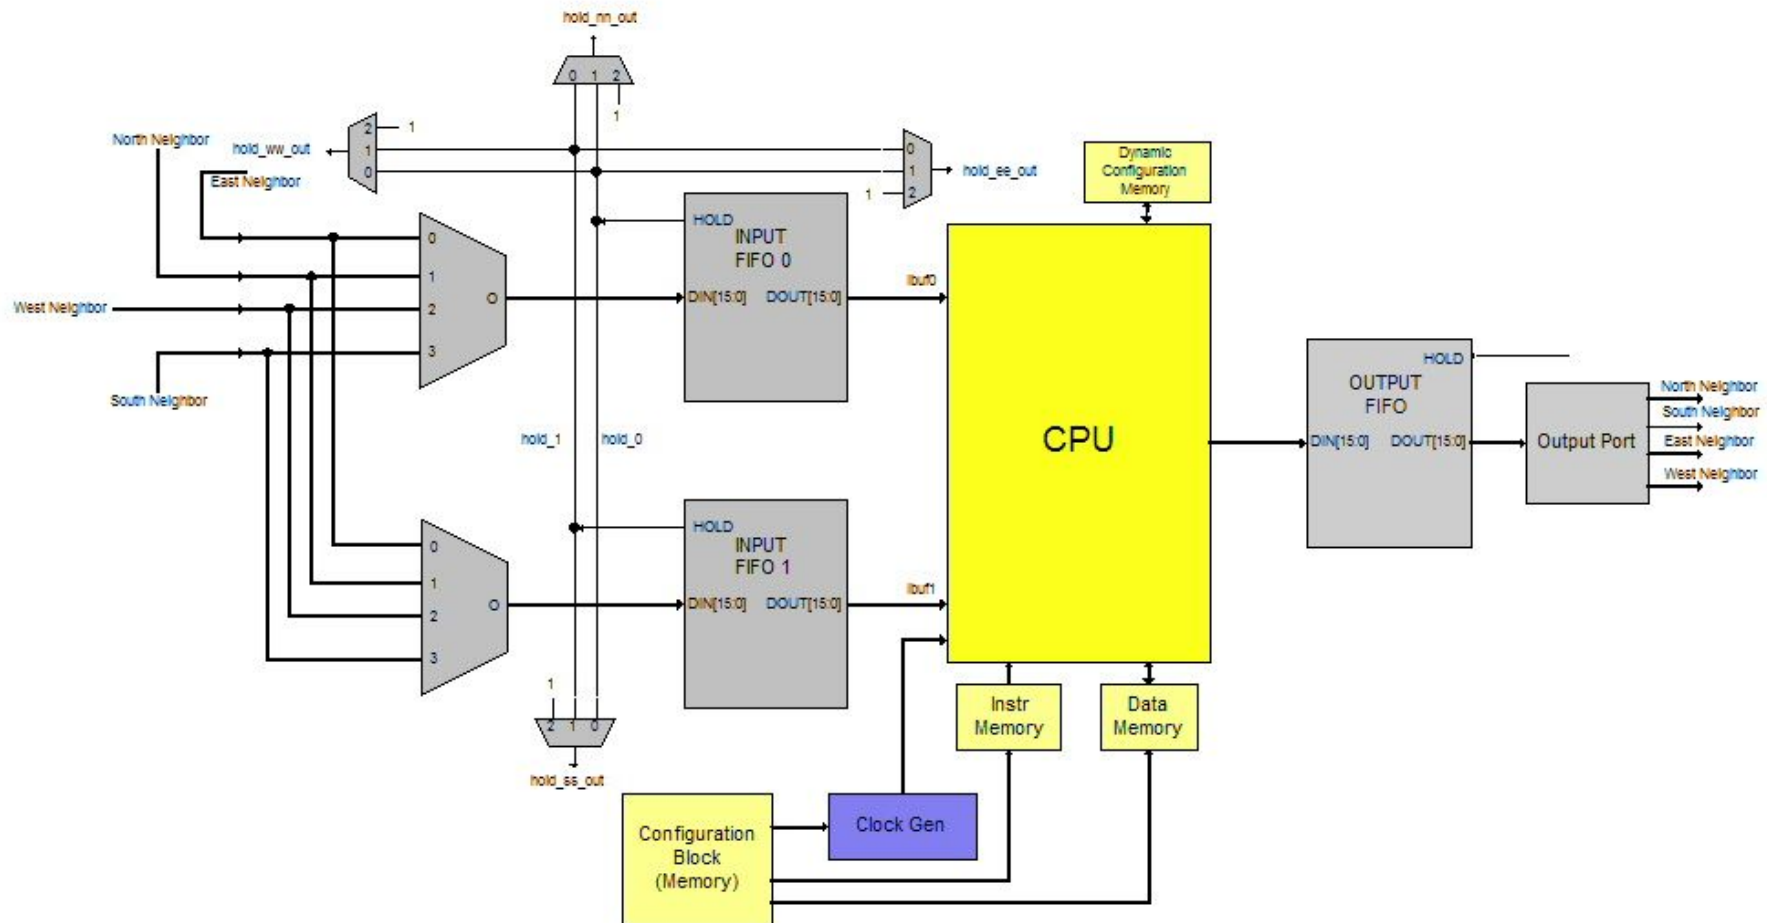 hold_nn_out
0 1 2
1
North Neighbor
hold_ww_out
2
1
1
0
East Neighbor
0
1
2
1
hold_ee_out
Dynamic
Configuration
Memory
HOLD
INPUT
FIFO 0
DIN[15:0] DOUT[15:0]
0
1
2
3
O
West Neighbor
South Neighbor
Ibuf0
CPU
HOLD
OUTPUT
FIFO
DIN[15:0] DOUT[15:0]
Output Port
North Neighbor
South Neighbor
East Neighbor
West Neighbor
hold_1
hold_0
HOLD
INPUT
FIFO 1
DIN[15:0] DOUT[15:0]
0
1
2
3
O
Ibuf1
1
2 1 0
hold_ss_out
Instr
Memory
Data
Memory
Configuration
Block
(Memory)
Clock Gen